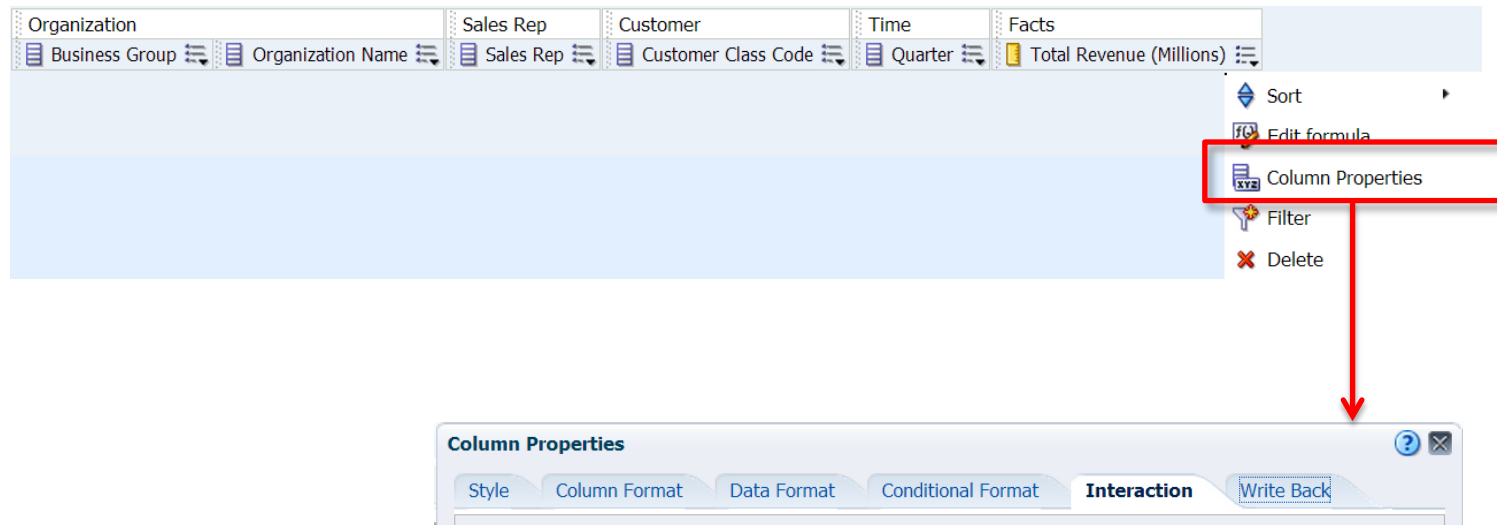 Organization Sales Rep Customer Time Facts
Business Group Organization Name Sales Rep Customer Class Code Quarter Total Revenue (Millions)
Sort
f() Edit formula
XYZ Column Properties
Filter
Delete
Column Properties ?
Style Column Format Data Format Conditional Format Interaction Write Back